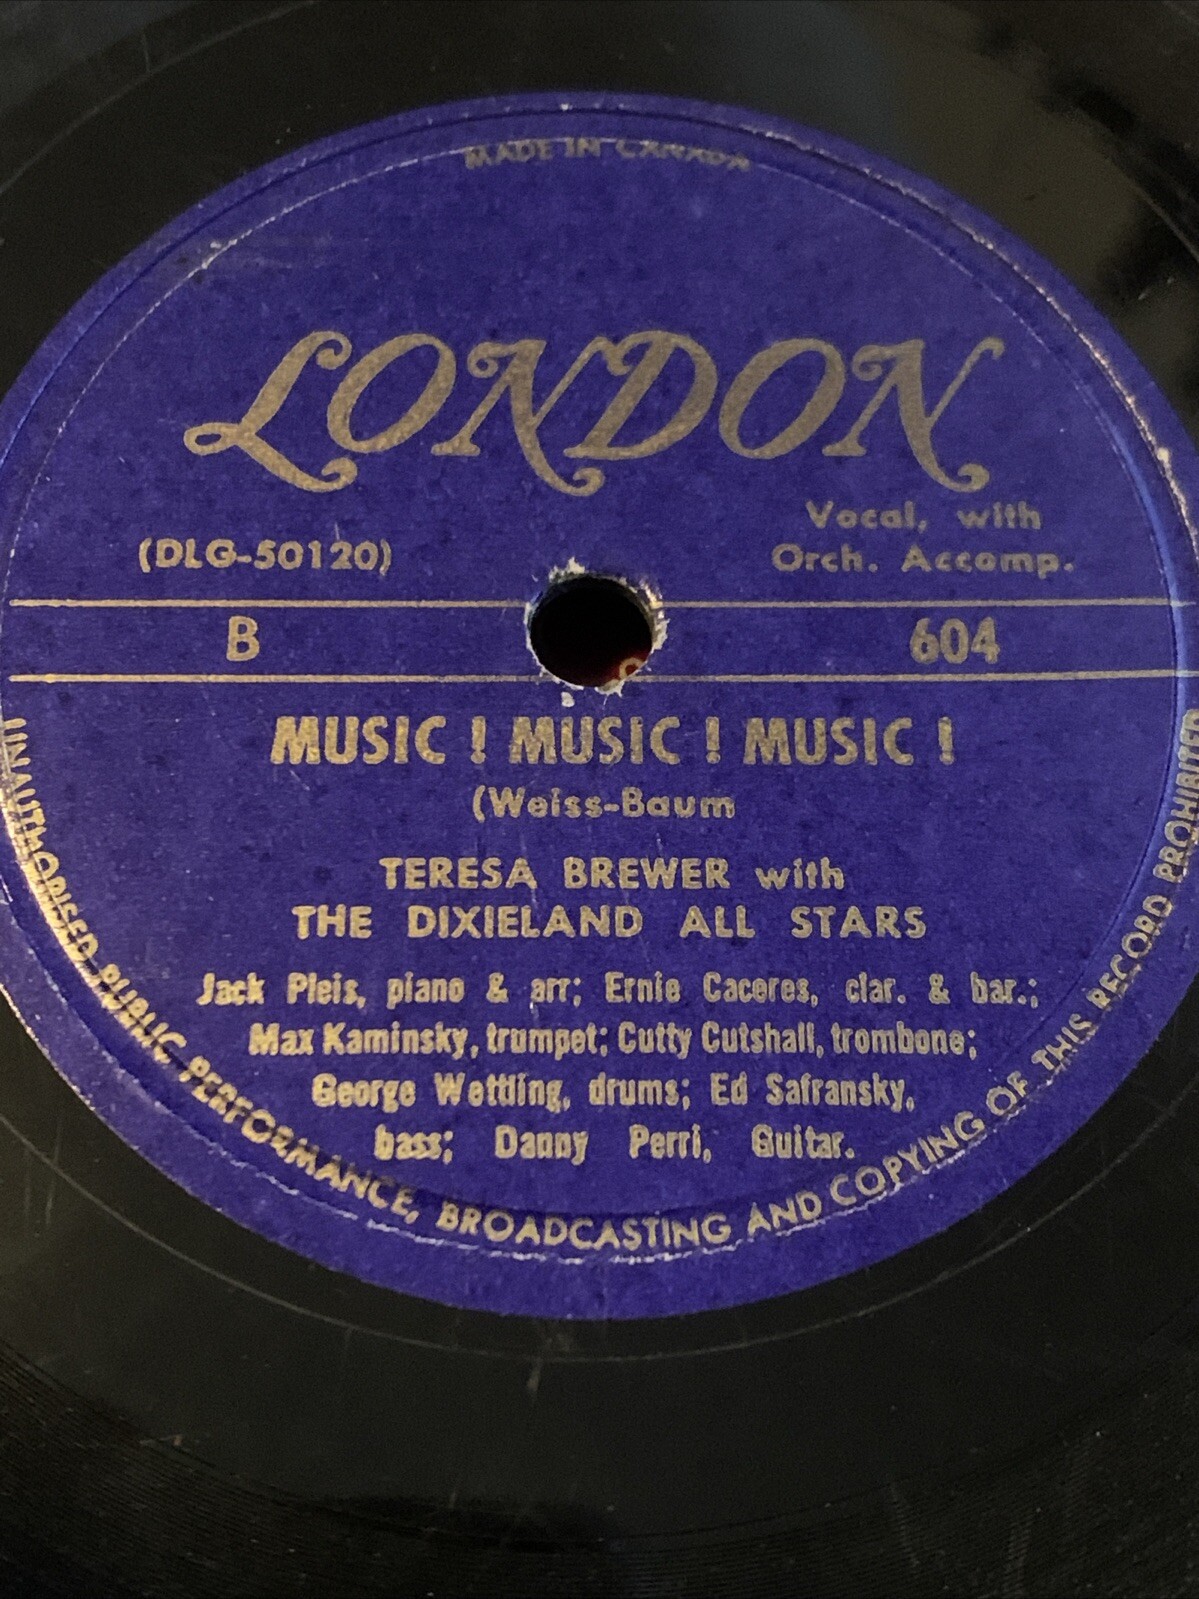 MADE IN CANADA
LONDON
Vocal, with
(DLG-50120)
Orch. Accomp.
B
604
MUSIC ! MUSIC ! MUSIC !
(Weiss-Baum
TERESA BREWER with
THE DIXIELAND ALL STARS
Jack Pleis, piano & arr; Ernie Caceres, clar. & bar.;
Max Kaminsky, trumpet; Cutty Cutshall, trombone;
George Wettling, drums; Ed Safransky,
bass; Danny Perri, Guitar.
UNAUTHORISED PUBLIC PERFORMANCE, BROADCASTING AND COPYING OF THIS RECORD PROHIBITED